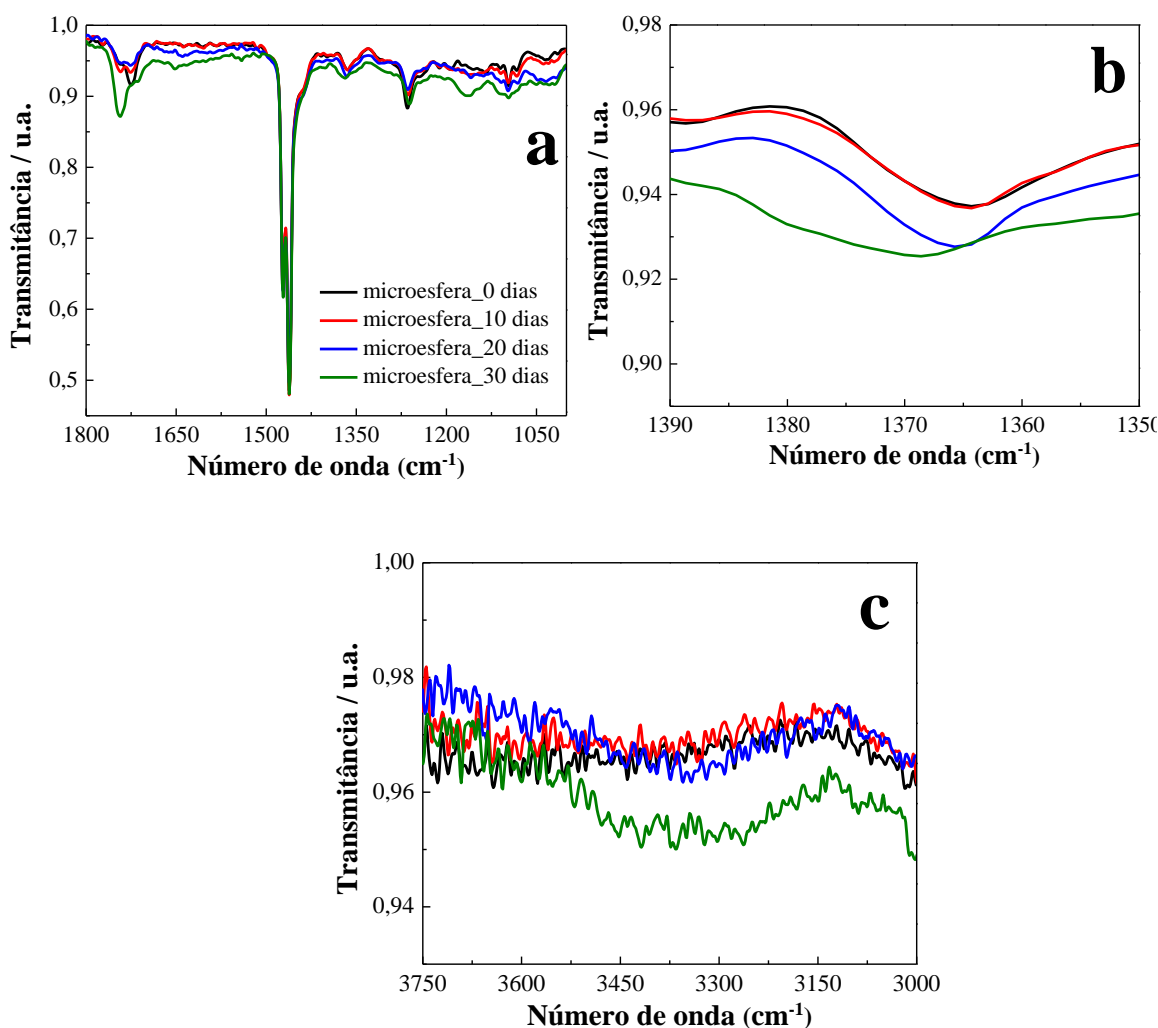 1,0
0,9
0,8
0,7
0,6
0,5
Transmitância / u.a.
a
microesfera_0 dias
microesfera_10 dias
microesfera_20 dias
microesfera_30 dias
1800 1650 1500 1350 1200 1050
Número de onda (cm-1)
0,98
0,96
0,94
0,92
0,90
Transmitância / u.a.
b
1390 1380 1370 1360 1350
Número de onda (cm-1)
1,00
0,98
0,96
0,94
Transmitância / u.a.
c
3750 3600 3450 3300 3150 3000
Número de onda (cm-1)